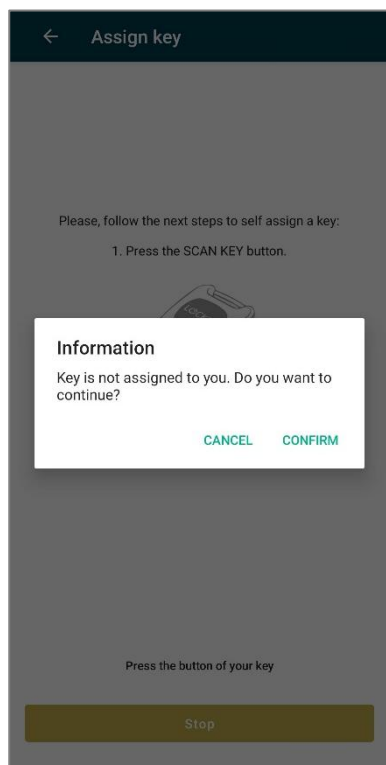 Assign key
Please, follow the next steps to self assign a key:
1. Press the SCAN KEY button.
Information
Key is not assigned to you. Do you want to
continue?
CANCEL CONFIRM
Press the button of your key
Stop